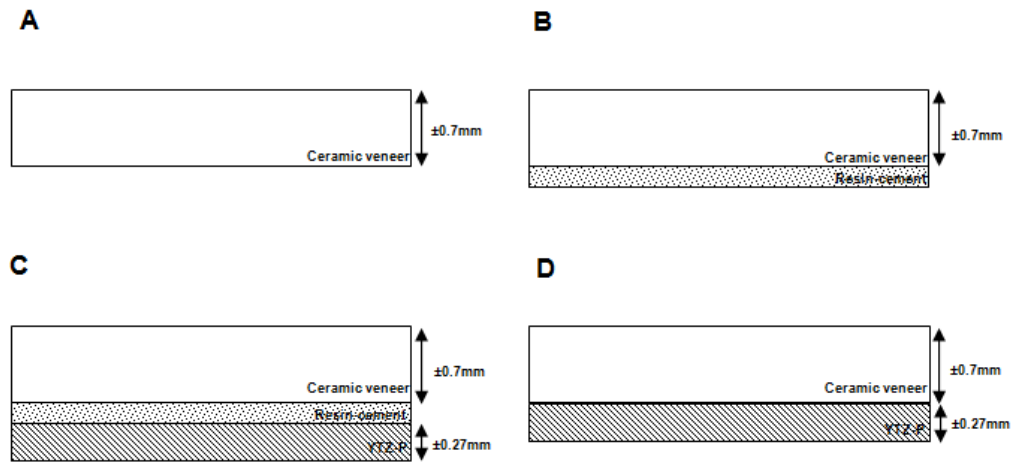 A
±0.7mm
Ceramic veneer
B
±0.7mm
Ceramic veneer
Resin-cement
C
±0.7mm
Ceramic veneer
Resin-cement
YTZ-P
±0.27mm
D
±0.7mm
Ceramic veneer
YTZ-P
±0.27mm